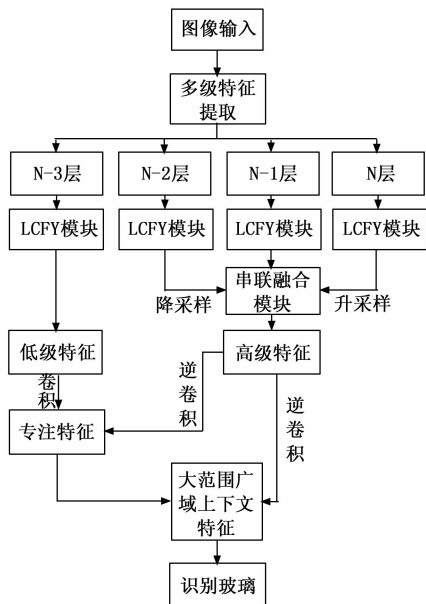 图像输入
多级特征
提取
N-3层
N-2层
N-1层
N层
LCFY模块
LCFY模块
LCFY模块
LCFY模块
降采样
串联融合
模块
升采样
低级特征
高级特征
卷积
逆卷积
逆卷积
专注特征
大范围广
域上下文
特征
识别玻璃